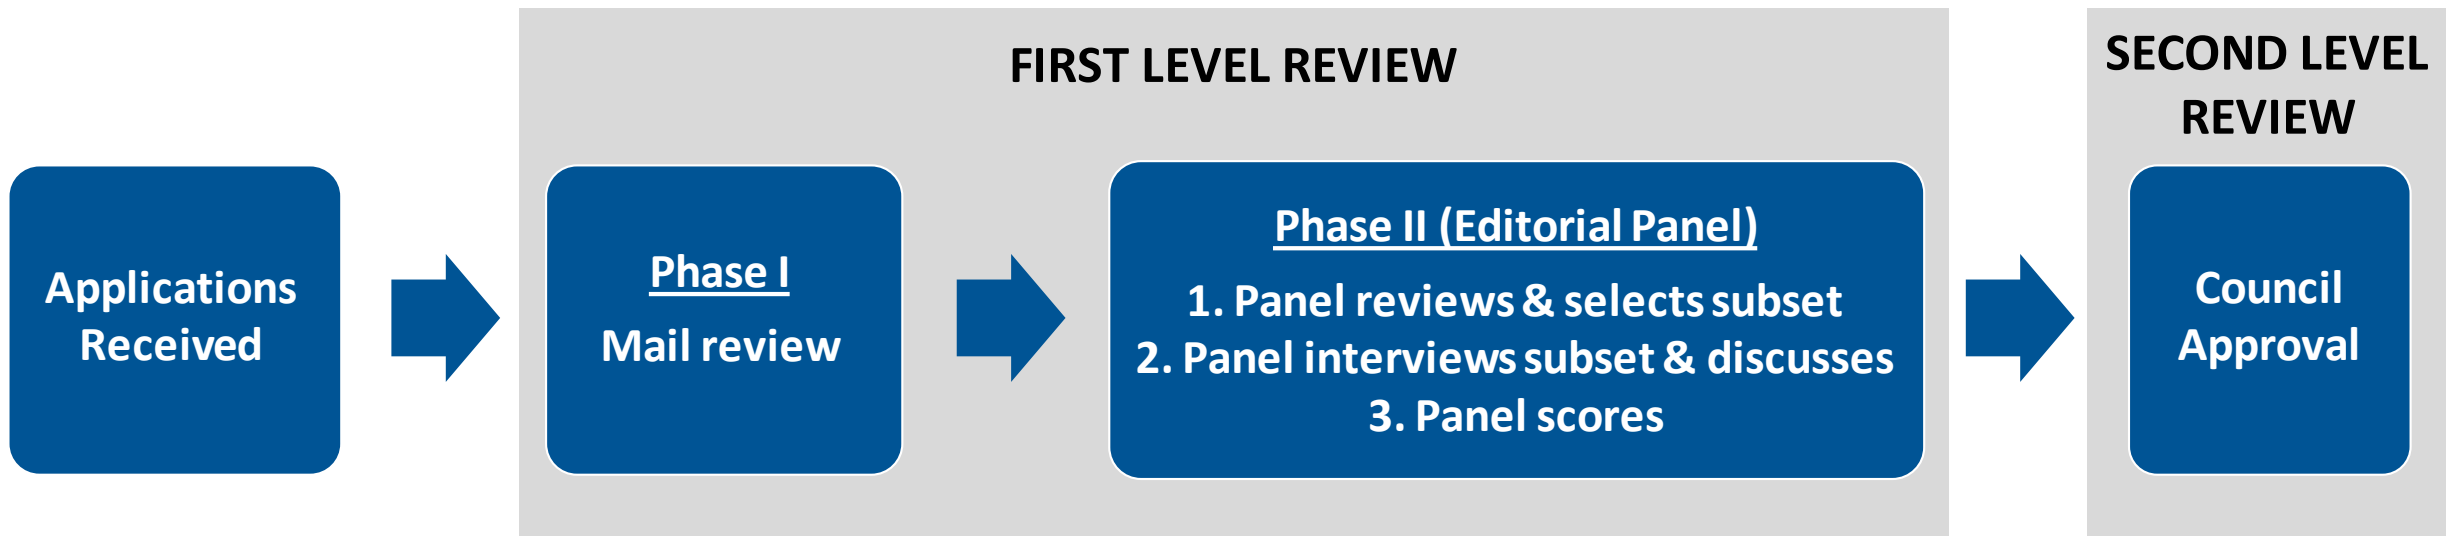 FIRST LEVEL REVIEW
SECOND LEVEL
REVIEW
Applications
Received
Phase I
Mail review
Phase II (Editorial Panel)
1. Panel reviews & selects subset
2. Panel interviews subset & discusses
3. Panel scores
Council
Approval